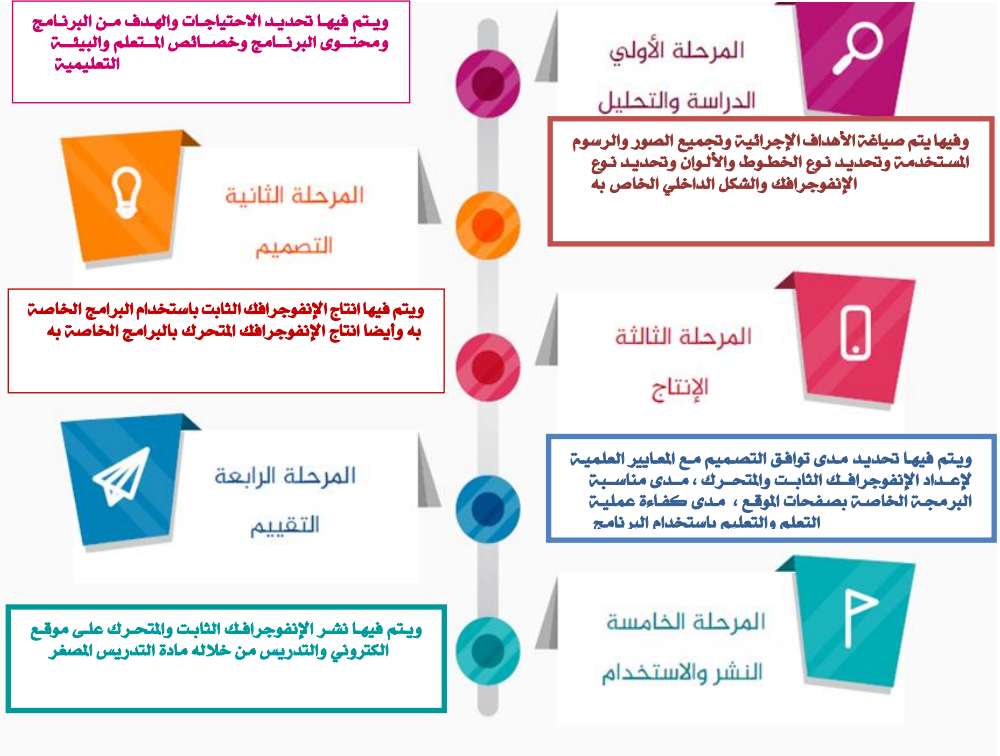 المرحلة الأولي
الدراسة والتحليل
ويتم فيها تحديد الاحتياجات والهدف من البرنامج
ومحتوى البرنامج وخصائص المتعلم والبيئة
التعليمية
المرحلة الثانية
التصميم
وفيها يتم صياغة الأهداف الإجرائية وتجميع الصور والرسوم
المستخدمة وتحديد نوع الخطوط والألوان وتحديد نوع
الإنفوجرافك والشكل الداخلي الخاص به
المرحلة الثالثة
الإنتاج
ويتم فيها انتاج الإنفوجرافك الثابت باستخدام البرامج الخاصة
به وأيضا انتاج الإنفوجرافك المتحرك بالبرامج الخاصة به
المرحلة الرابعة
التقييم
ويتم فيها تحديد مدى توافق التصميم مع المعايير العلمية
لإعداد الإنفوجرافك الثابت والمتحرك ، مدى مناسبة
البرمجة الخاصة بصفحات الموقع ، مدى كفاءة عملية
التعلم والتعليم باستخدام البرنامج
المرحلة الخامسة
النشر والاستخدام
ويتم فيها نشر الإنفوجرافك الثابت والمتحرك على موقع
الكتروني والتدريس من خلاله مادة التدريس المصغر